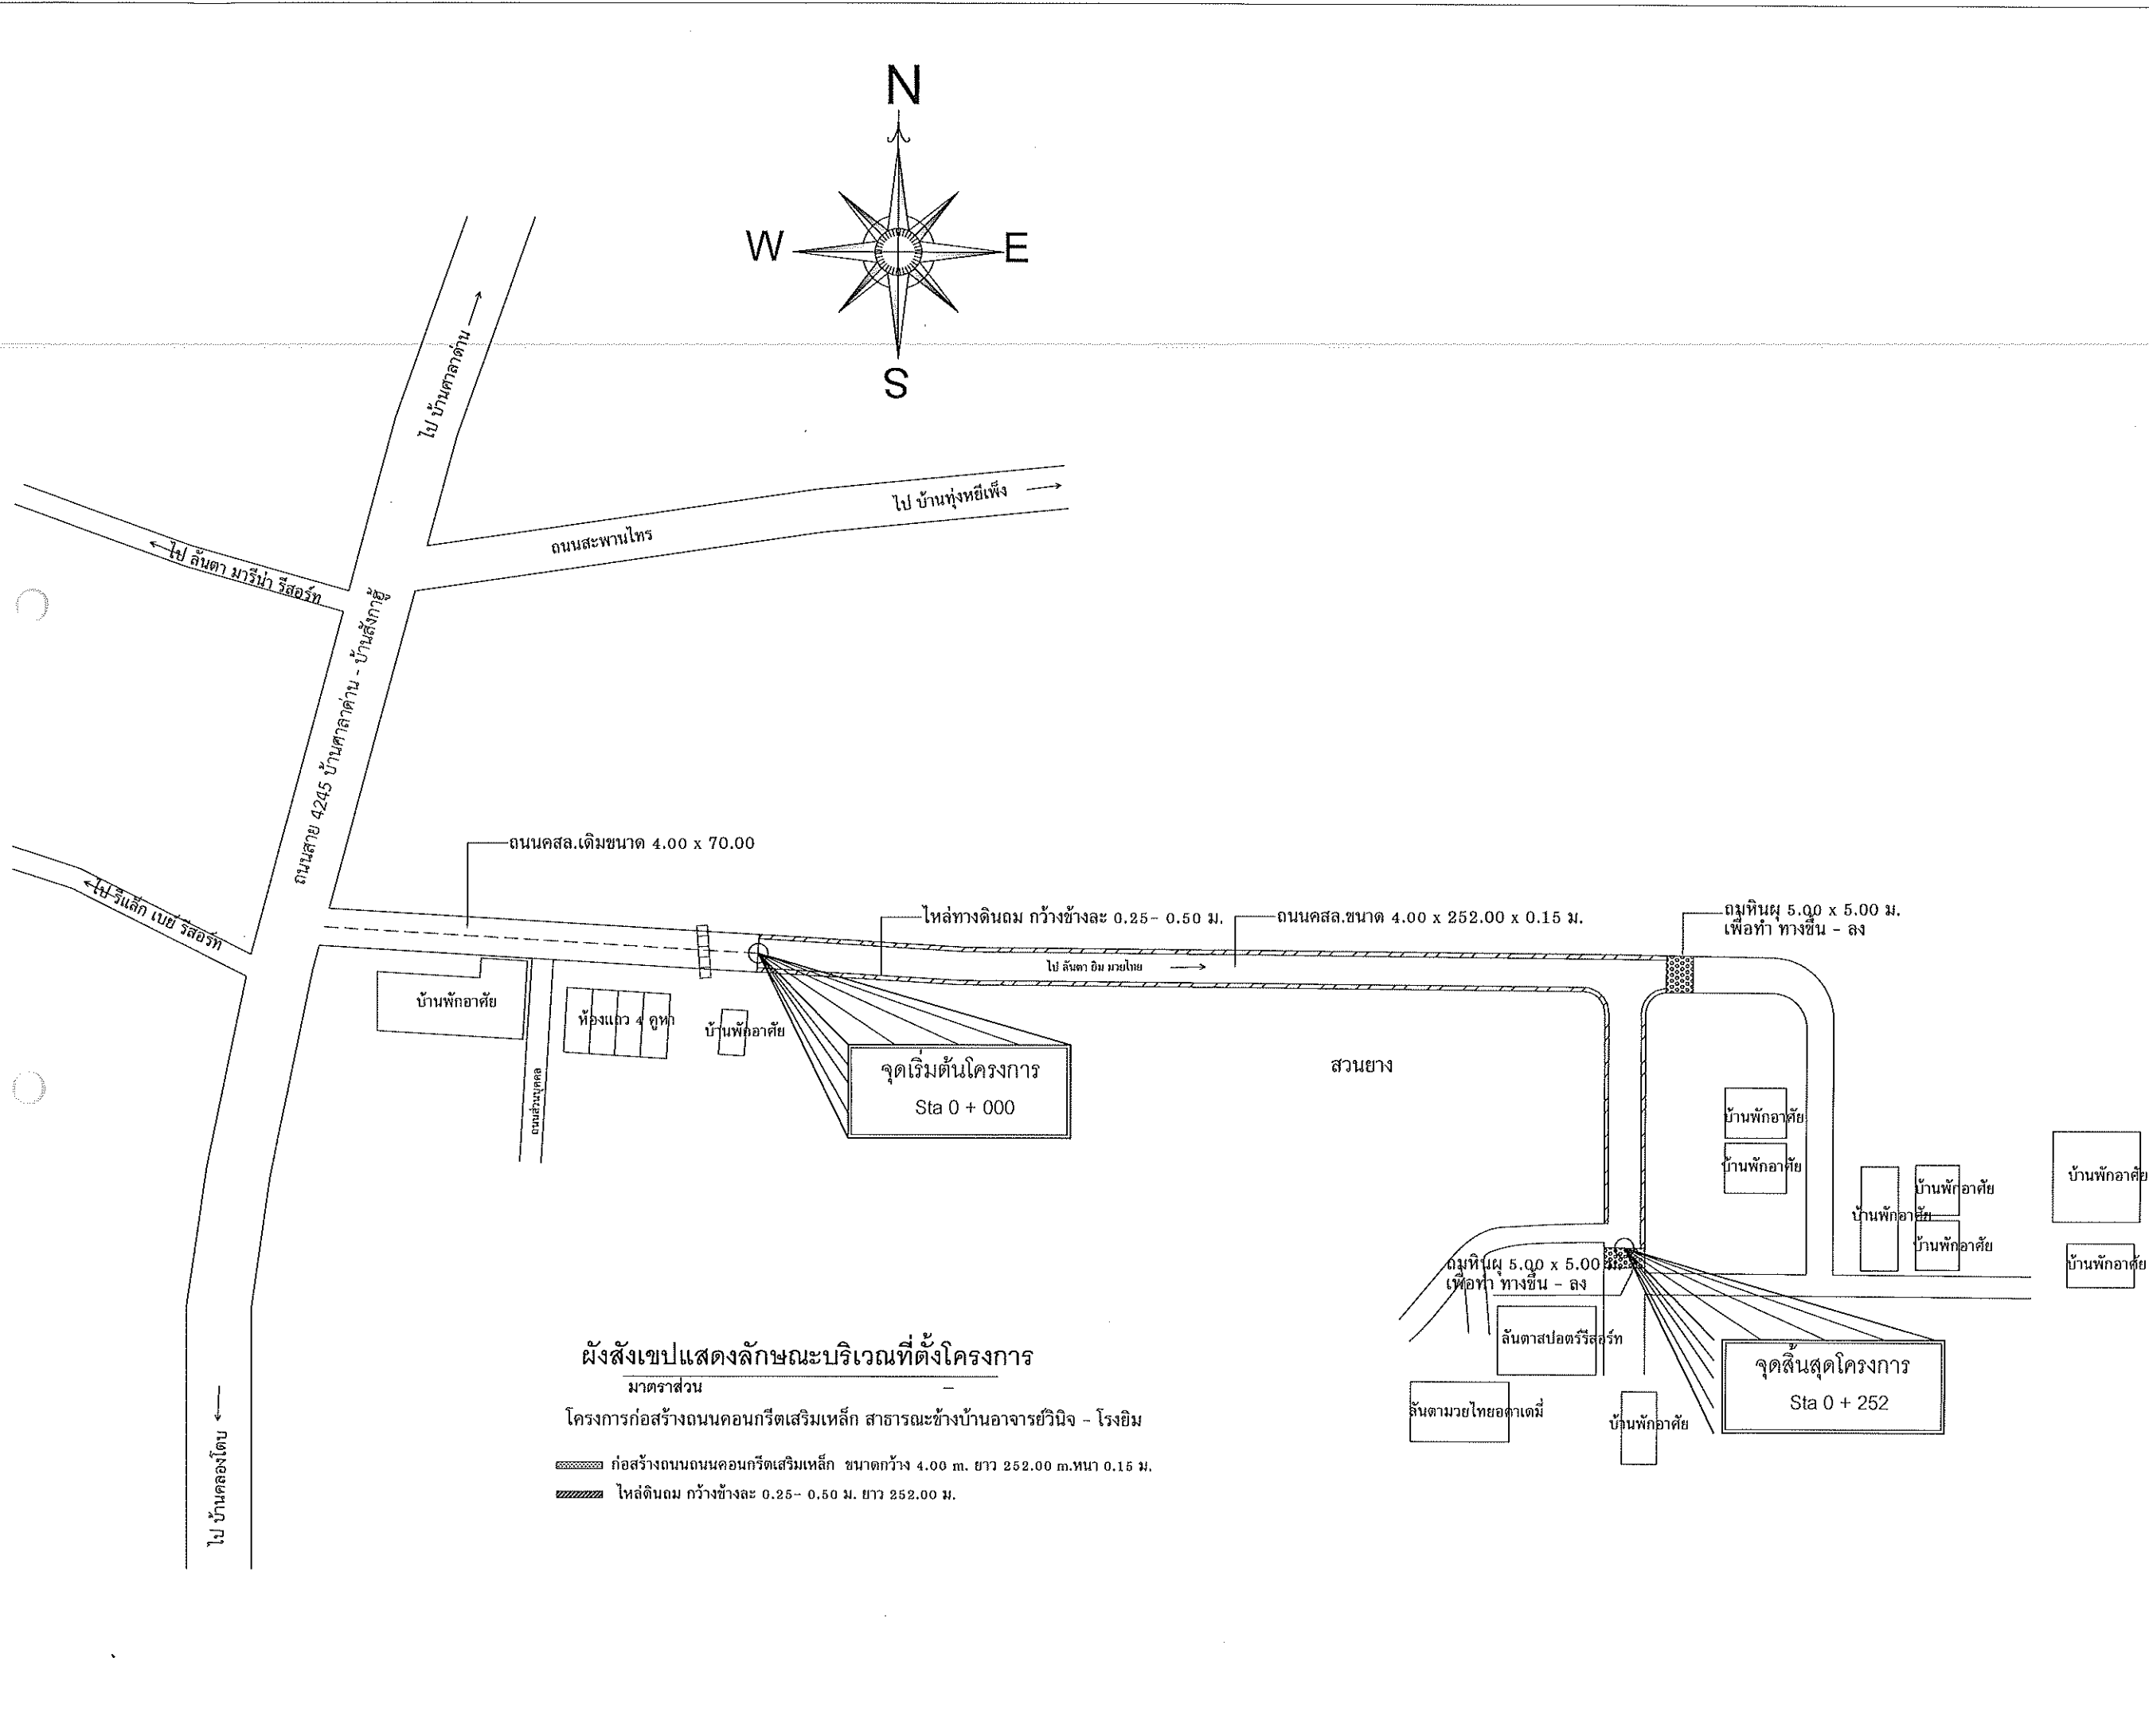 N
W
E
S
ไป บ้านศาลาด่าน
ไป บ้านทุ่งหยีเพ็ง
ถนนสะพานไทร
ไป ลันตา มารีน่า รีสอร์ท
ถนนสาย 4245 บ้านศาลาด่าน - บ้านสังกาอู้
ถนนคสล.เดิมขนาด 4.00 x 70.00
ไป รีแล็ก เบย์ รีสอร์ท
ไหล่ทางดินถม กว้างข้างละ 0.25- 0.50 ม.
ถนนคสล.ขนาด 4.00 x 252.00 x 0.15 ม.
ถมหินผุ 5.00 x 5.00 ม.
เพื่อทำ ทางขึ้น - ลง
ไป ลันตา ยิม มวยไทย
บ้านพักอาศัย
ห้องแถว 4 คูหา
บ้านพักอาศัย
ถนนส่วนบุคคล
จุดเริ่มต้นโครงการ
Sta 0 + 000
สวนยาง
บ้านพักอาศัย
บ้านพักอาศัย
บ้านพักอาศัย
บ้านพักอาศัย
บ้านพักอาศัย
บ้านพักอาศัย
บ้านพักอาศัย
ถมหินผุ 5.00 x 5.00 ม.
เพื่อทำ ทางขึ้น - ลง
ลันตาสปอตร์รีสอร์ท
ลันตามวยไทยอคาเดมี่
บ้านพักอาศัย
จุดสิ้นสุดโครงการ
Sta 0 + 252
ไป บ้านคลองโตบ
ผังสังเขปแสดงลักษณะบริเวณที่ตั้งโครงการ
มาตราส่วน –
โครงการก่อสร้างถนนคอนกรีตเสริมเหล็ก สาธารณะข้างบ้านอาจารย์วินิจ - โรงยิม
ก่อสร้างถนนถนนคอนกรีตเสริมเหล็ก ขนาดกว้าง 4.00 m. ยาว 252.00 m.หนา 0.15 ม.
ไหล่ดินถม กว้างข้างละ 0.25- 0.50 ม. ยาว 252.00 ม.